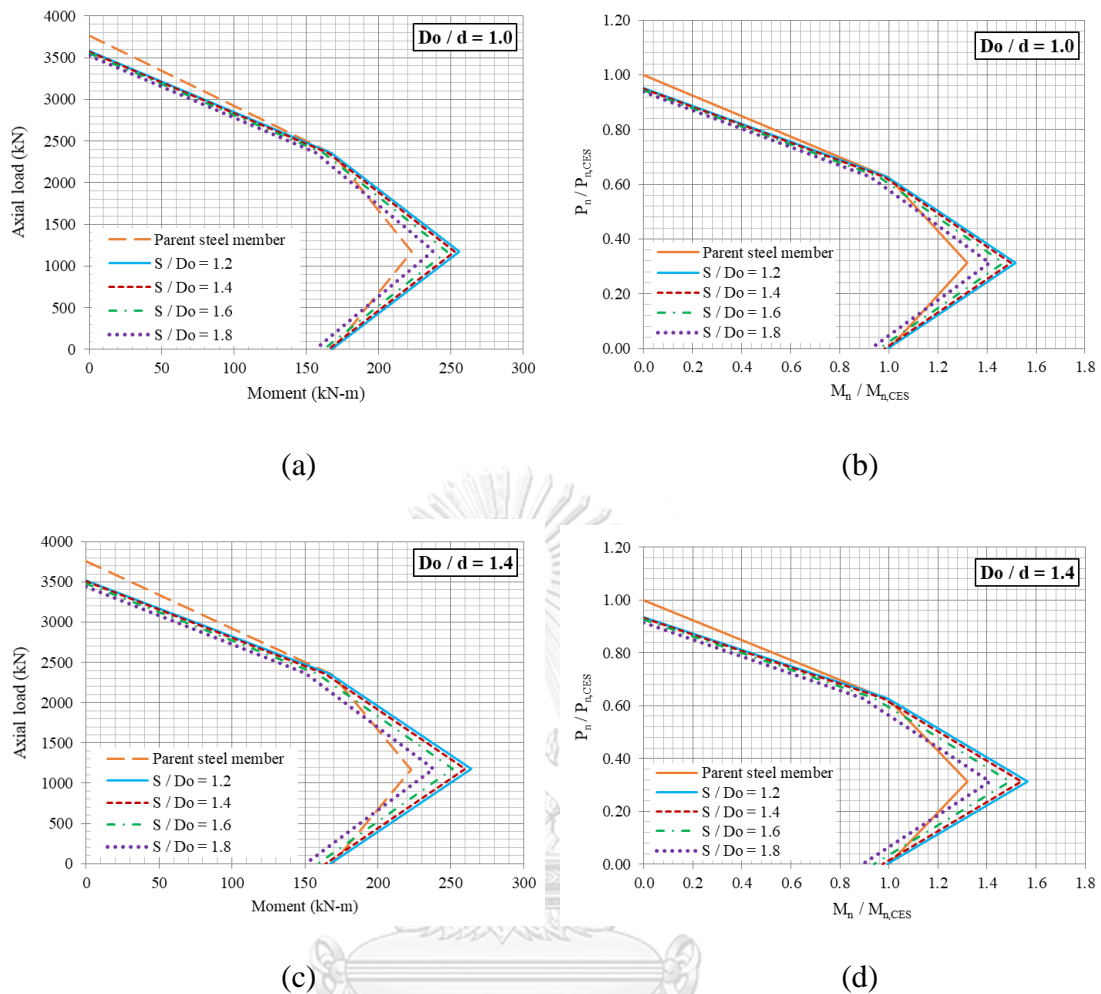 Do / d = 1.0
Axial load (kN)
4000
3500
3000
2500
2000
1500
1000
500
0
Parent steel member
S / Do = 1.2
S / Do = 1.4
S / Do = 1.6
S / Do = 1.8
0 50 100 150 200 250 300
Moment (kN-m)
(a)
Do / d = 1.0
Pn / Pn,CES
1.20
1.00
0.80
0.60
0.40
0.20
0.00
Parent steel member
S / Do = 1.2
S / Do = 1.4
S / Do = 1.6
S / Do = 1.8
0.0 0.2 0.4 0.6 0.8 1.0 1.2 1.4 1.6 1.8
Mn / Mn,CES
(b)
Do / d = 1.4
Axial load (kN)
4000
3500
3000
2500
2000
1500
1000
500
0
Parent steel member
S / Do = 1.2
S / Do = 1.4
S / Do = 1.6
S / Do = 1.8
0 50 100 150 200 250 300
Moment (kN-m)
(c)
Do / d = 1.4
Pn / Pn,CES
1.20
1.00
0.80
0.60
0.40
0.20
0.00
Parent steel member
S / Do = 1.2
S / Do = 1.4
S / Do = 1.6
S / Do = 1.8
0.0 0.2 0.4 0.6 0.8 1.0 1.2 1.4 1.6 1.8
Mn / Mn,CES
(d)